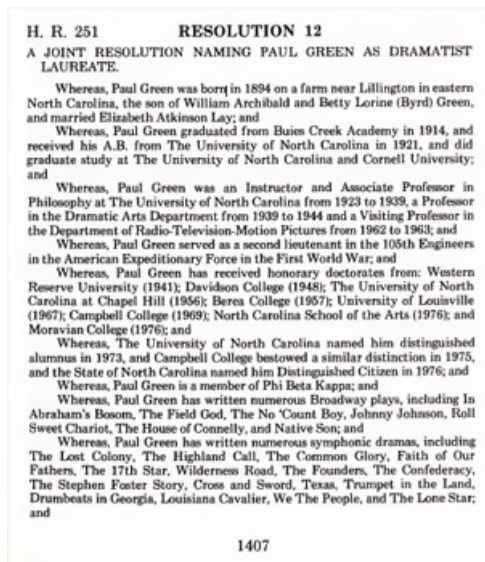 H. R. 251 RESOLUTION 12
A JOINT RESOLUTION NAMING PAUL GREEN AS DRAMATIST
LAUREATE.
Whereas, Paul Green was born in 1894 on a farm near Lillington in eastern
North Carolina, the son of William Archibald and Betty Lorine (Byrd) Green,
and married Elizabeth Atkinson Lay; and
Whereas, Paul Green graduated from Buies Creek Academy in 1914, and
received his A.B. from The University of North Carolina in 1921, and did
graduate study at The University of North Carolina and Cornell University;
and
Whereas, Paul Green was an Instructor and Associate Professor in
Philosophy at The University of North Carolina from 1923 to 1939, a Professor
in the Dramatic Arts Department from 1939 to 1944 and a Visiting Professor in
the Department of Radio-Television-Motion Pictures from 1962 to 1963; and
Whereas, Paul Green served as a second lieutenant in the 105th Engineers
in the American Expeditionary Force in the First World War; and
Whereas, Paul Green has received honorary doctorates from: Western
Reserve University (1941); Davidson College (1948); The University of North
Carolina at Chapel Hill (1956); Berea College (1957); University of Louisville
(1967); Campbell College (1969); North Carolina School of the Arts (1976); and
Moravian College (1976); and
Whereas, The University of North Carolina named him distinguished
alumnus in 1973, and Campbell College bestowed a similar distinction in 1975,
and the State of North Carolina named him Distinguished Citizen in 1976; and
Whereas, Paul Green is a member of Phi Beta Kappa; and
Whereas, Paul Green has written numerous Broadway plays, including In
Abraham's Bosom, The Field God, The No 'Count Boy, Johnny Johnson, Roll
Sweet Chariot, The House of Connelly, and Native Son; and
Whereas, Paul Green has written numerous symphonic dramas, including
The Lost Colony, The Highland Call, The Common Glory, Faith of Our
Fathers, The 17th Star, Wilderness Road, The Founders, The Confederacy,
The Stephen Foster Story, Cross and Sword, Texas, Trumpet in the Land,
Drumbeats in Georgia, Louisiana Cavalier, We The People, and The Lone Star;
and
1407